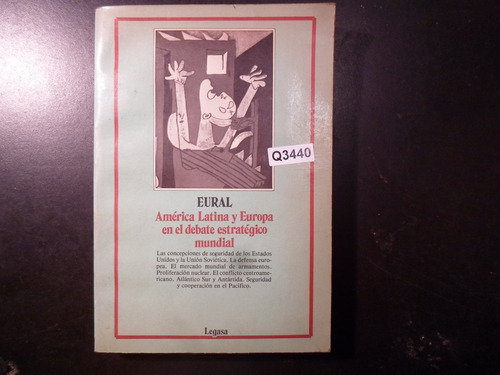 Q3440
EURAL
América Latina y Europa
en el debate estratégico
mundial
Las concepciones de seguridad de los Estados
Unidos y la Unión Soviética. La defensa euro-
pea. El mercado mundial de armamentos.
Proliferación nuclear. El conflicto centroame-
ricano. Atlántico Sur y Antártida. Seguridad
y cooperación en el Pacífico.
Legasa